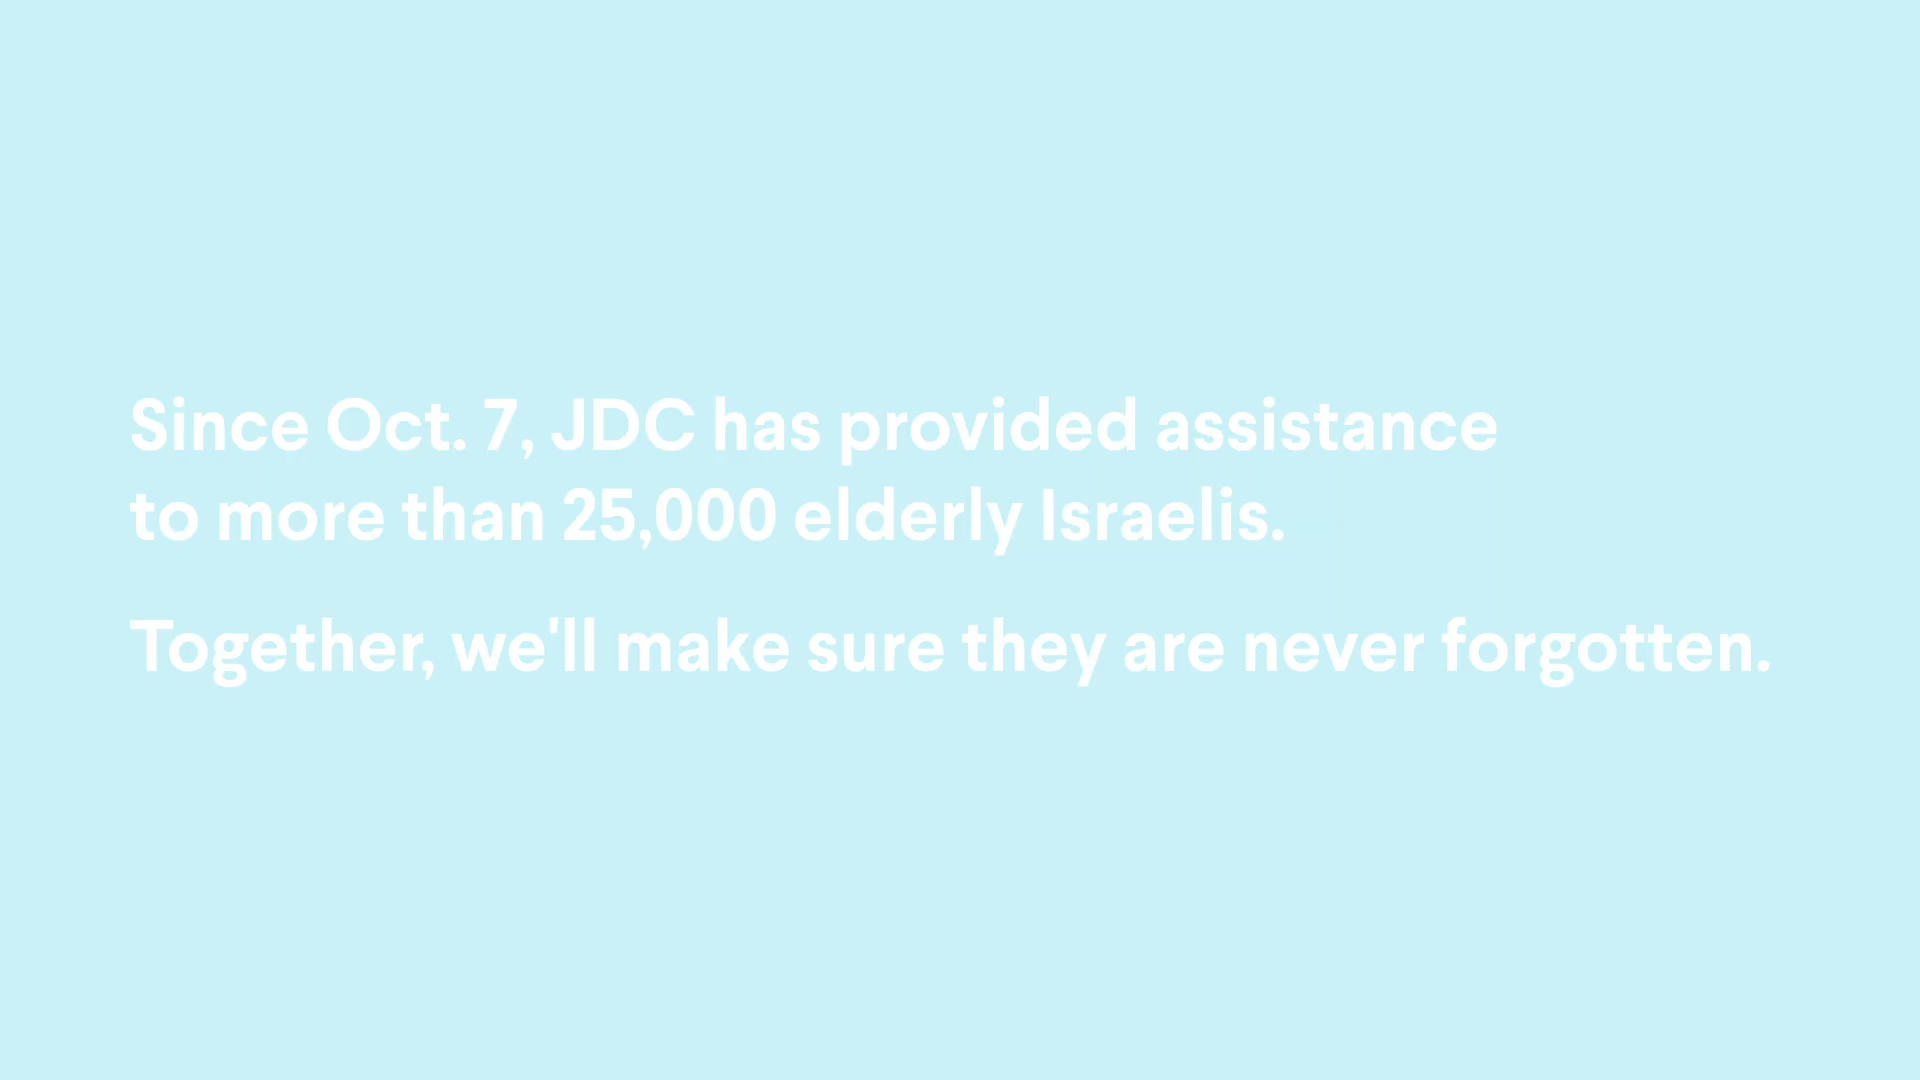 Since Oct. 7, JDC has provided assistance
to more than 25,000 elderly Israelis.
Together, we'll make sure they are never forgotten.